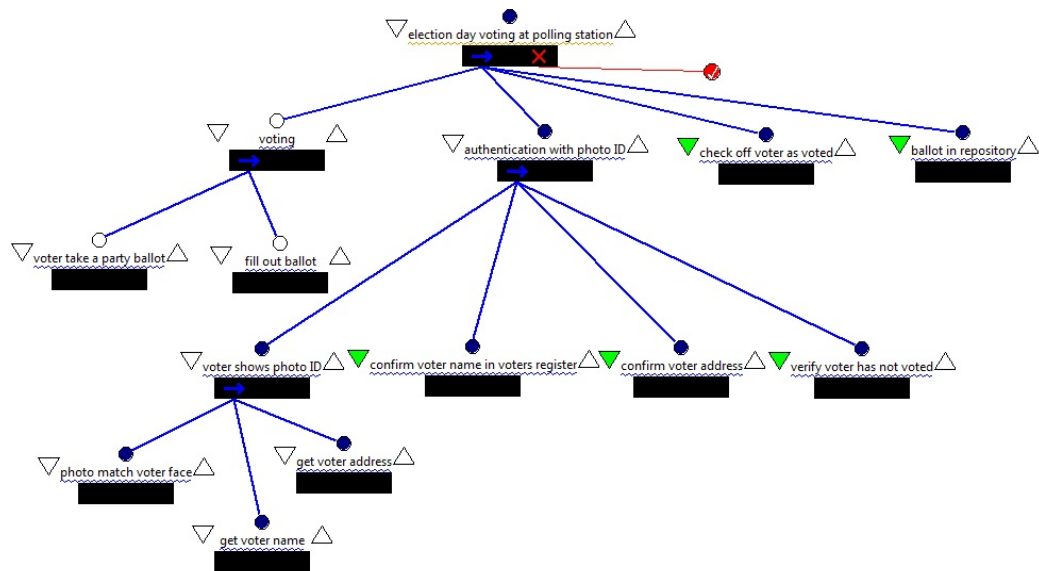 election day voting at polling station
voting
authentication with photo ID
check off voter as voted
ballot in repository
voter take a party ballot
fill out ballot
voter shows photo ID
confirm voter name in voters register
confirm voter address
verify voter has not voted
photo match voter face
get voter address
get voter name